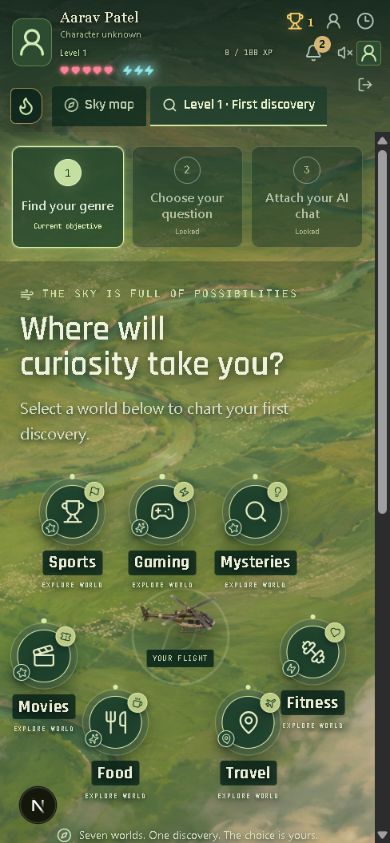 Aarav Patel
Character unknown
Level 1
0 / 100 XP
1
2
Sky map
Level 1 · First discovery
1
Find your genre
Current objective
2
Choose your question
Locked
3
Attach your AI chat
Locked
THE SKY IS FULL OF POSSIBILITIES
Where will
curiosity take you?
Select a world below to chart your first
discovery.
Sports
EXPLORE WORLD
Gaming
EXPLORE WORLD
Mysteries
EXPLORE WORLD
YOUR FLIGHT
Movies
EXPLORE WORLD
Fitness
EXPLORE WORLD
Food
EXPLORE WORLD
Travel
EXPLORE WORLD
N
Seven worlds. One discovery. The choice is yours.